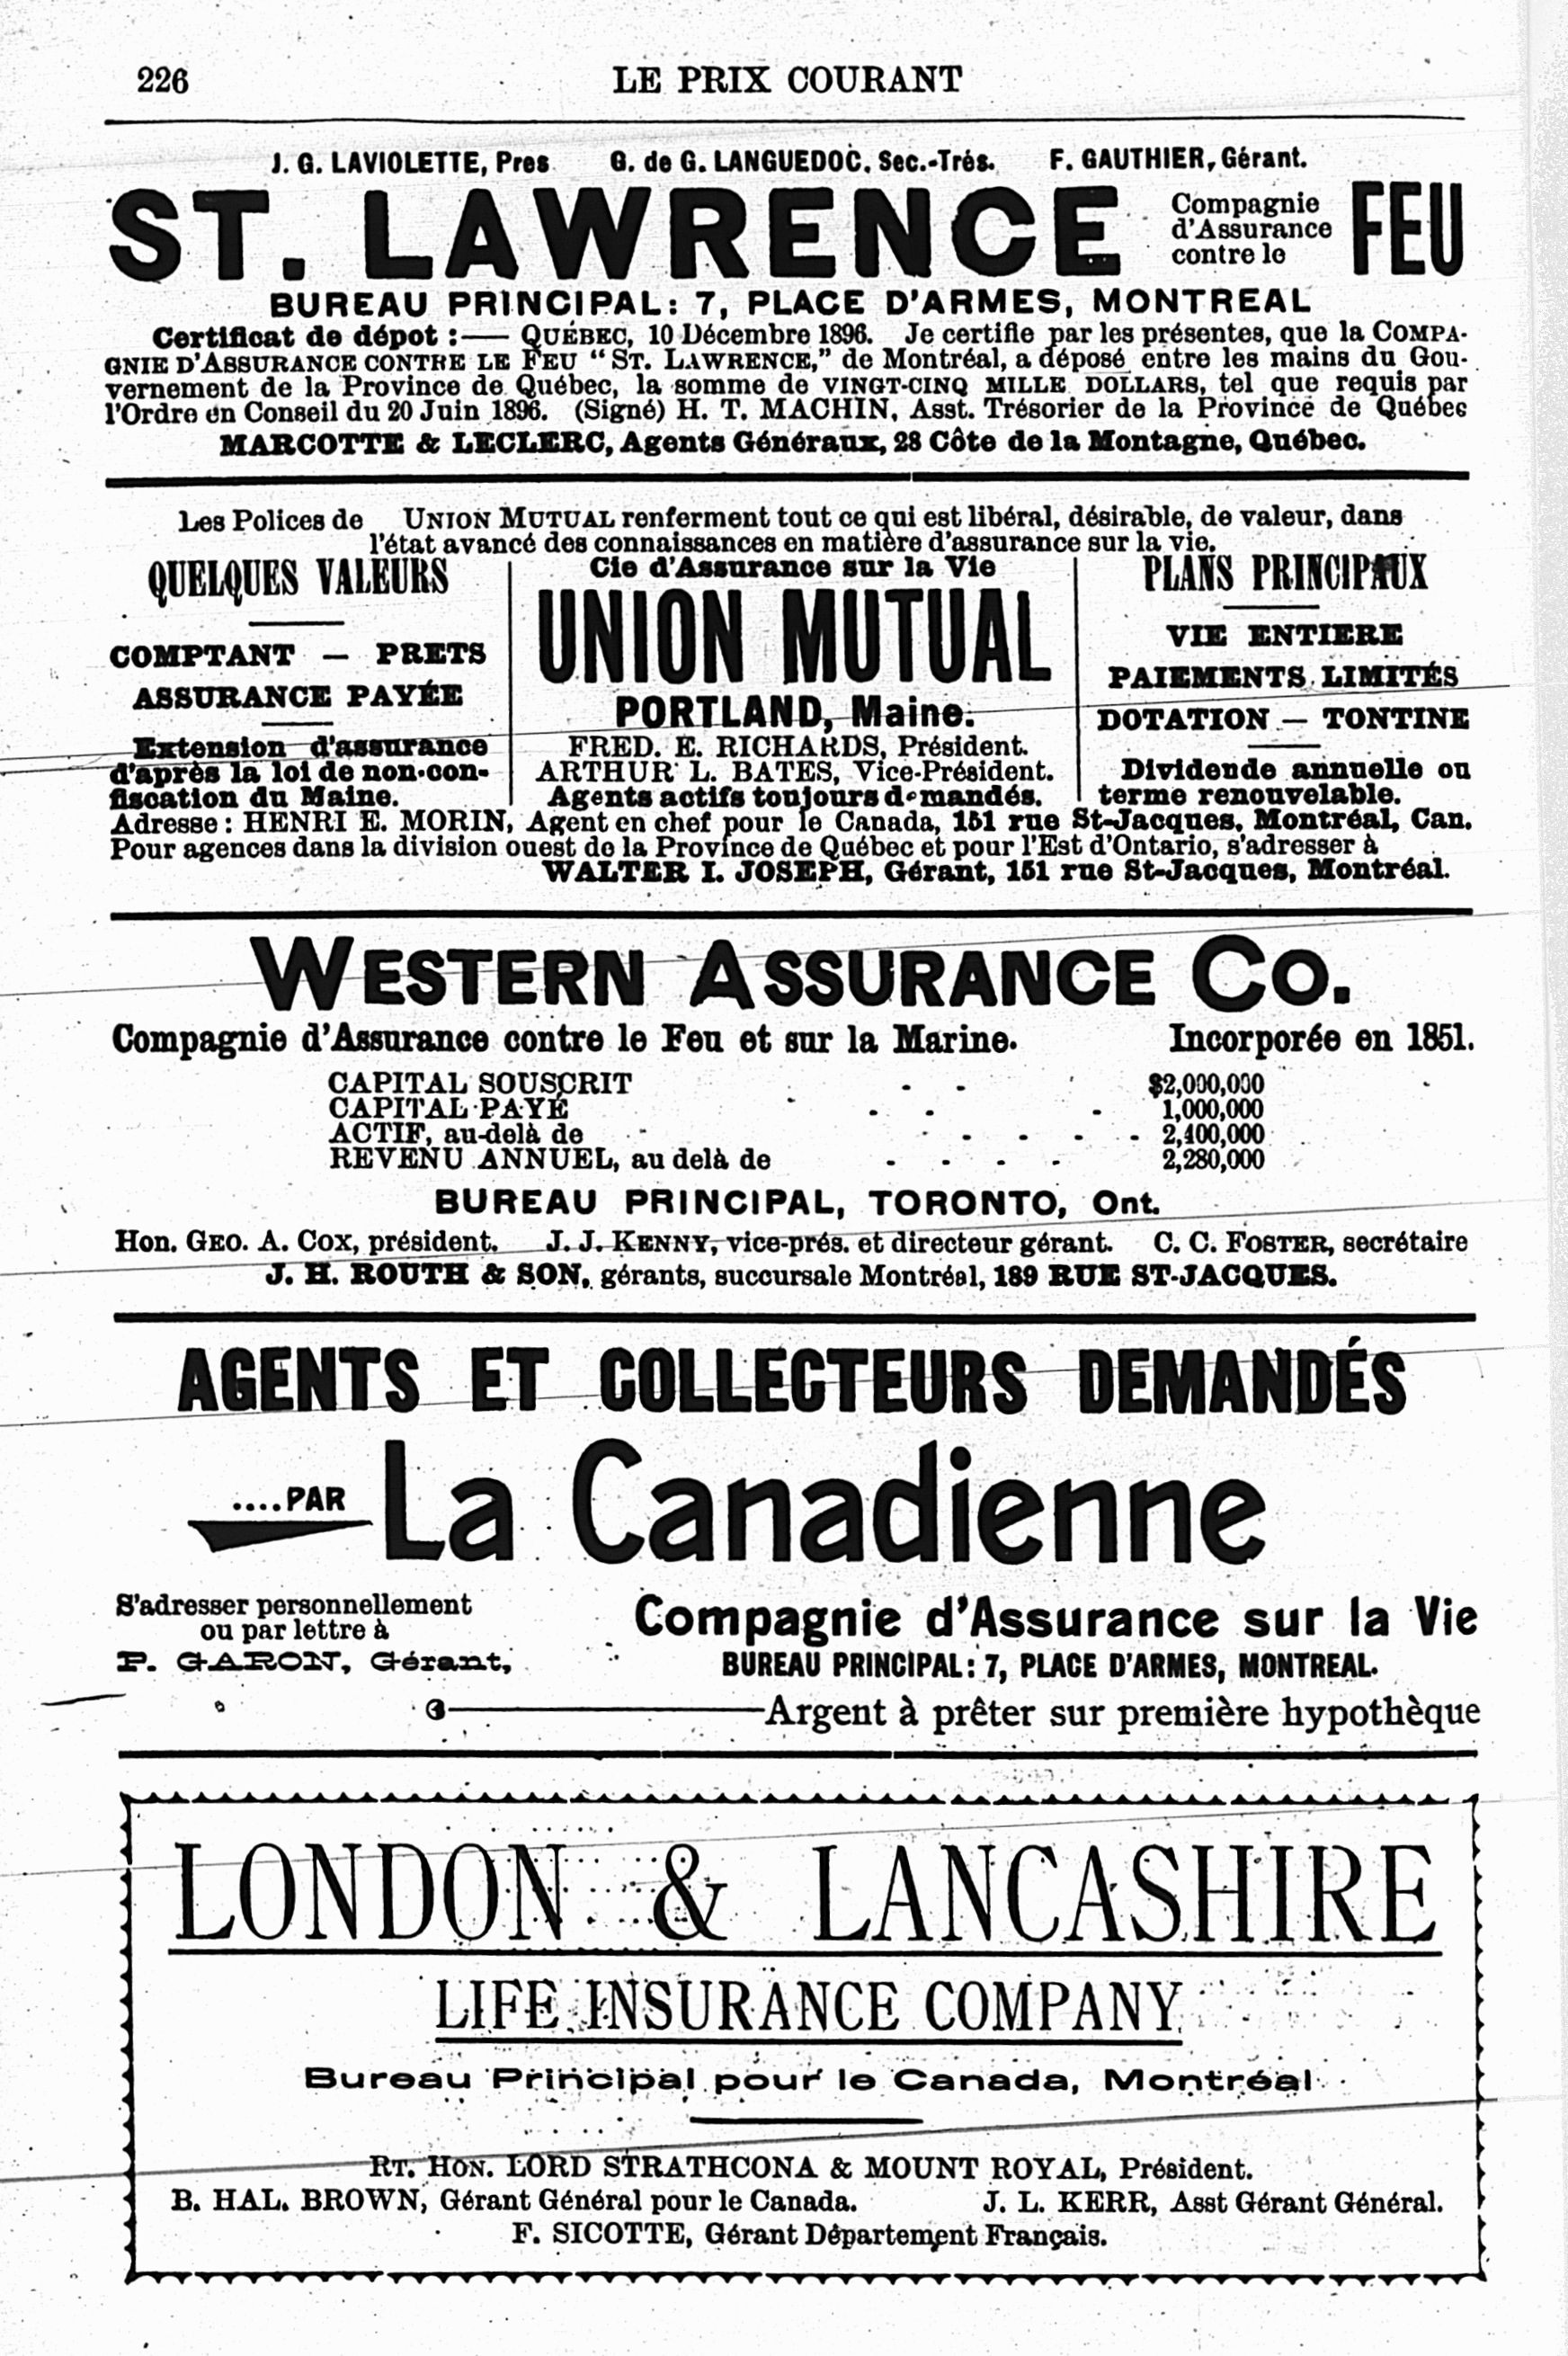 226
LE PRIX COURANT
J. G. LAVIOLETTE, Pres G. de G. LANGUEDOC, Sec.-Trés. F. GAUTHIER, Gérant.
ST. LAWRENCE Compagnie d'Assurance contre le FEU
BUREAU PRINCIPAL: 7, PLACE D'ARMES, MONTREAL
Certificat de dépot :— QUÉBEC, 10 Décembre 1896. Je certifie par les présentes, que la COMPA-
GNIE D'ASSURANCE CONTRE LE FEU "ST. LAWRENCE," de Montréal, a déposé entre les mains du Gou-
vernement de la Province de Québec, la somme de VINGT-CINQ MILLE DOLLARS, tel que requis par
l'Ordre en Conseil du 20 Juin 1896. (Signé) H. T. MACHIN, Asst. Trésorier de la Province de Québec
MARCOTTE & LECLERC, Agents Généraux, 28 Côte de la Montagne, Québec.
Les Polices de UNION MUTUAL renferment tout ce qui est libéral, désirable, de valeur, dans
l'état avancé des connaissances en matière d'assurance sur la vie.
QUELQUES VALEURS
COMPTANT — PRETS
ASSURANCE PAYÉE
Extension d'assurance
d'après la loi de non-con-
fiscation du Maine.
Cie d'Assurance sur la Vie
UNION MUTUAL
PORTLAND, Maine.
FRED. E. RICHARDS, Président.
ARTHUR L. BATES, Vice-Président.
Agents actifs toujours demandés.
PLANS PRINCIPAUX
VIE ENTIERE
PAIEMENTS LIMITÉS
DOTATION — TONTINE
Dividende annuelle ou
terme renouvelable.
Adresse : HENRI E. MORIN, Agent en chef pour le Canada, 151 rue St-Jacques, Montréal, Can.
Pour agences dans la division ouest de la Province de Québec et pour l'Est d'Ontario, s'adresser à
WALTER I. JOSEPH, Gérant, 151 rue St-Jacques, Montréal.
WESTERN ASSURANCE CO.
Compagnie d'Assurance contre le Feu et sur la Marine. Incorporée en 1851.
CAPITAL SOUSCRIT - - $2,000,000
CAPITAL PAYÉ - - - 1,000,000
ACTIF, au-delà de - - - - - 2,400,000
REVENU ANNUEL, au delà de - - - - 2,280,000
BUREAU PRINCIPAL, TORONTO, Ont.
Hon. GEO. A. COX, président. J. J. KENNY, vice-prés. et directeur gérant. C. C. FOSTER, secrétaire
J. H. ROUTH & SON, gérants, succursale Montréal, 189 RUE ST-JACQUES.
AGENTS ET COLLECTEURS DEMANDÉS
....PAR La Canadienne
S'adresser personnellement
ou par lettre à
P. GARON, Gérant,
Compagnie d'Assurance sur la Vie
BUREAU PRINCIPAL: 7, PLACE D'ARMES, MONTREAL.
Argent à prêter sur première hypothèque
LONDON & LANCASHIRE
LIFE INSURANCE COMPANY
Bureau Principal pour le Canada, Montréal
RT. HON. LORD STRATHCONA & MOUNT ROYAL, Président.
B. HAL. BROWN, Gérant Général pour le Canada. J. L. KERR, Asst Gérant Général.
F. SICOTTE, Gérant Département Français.